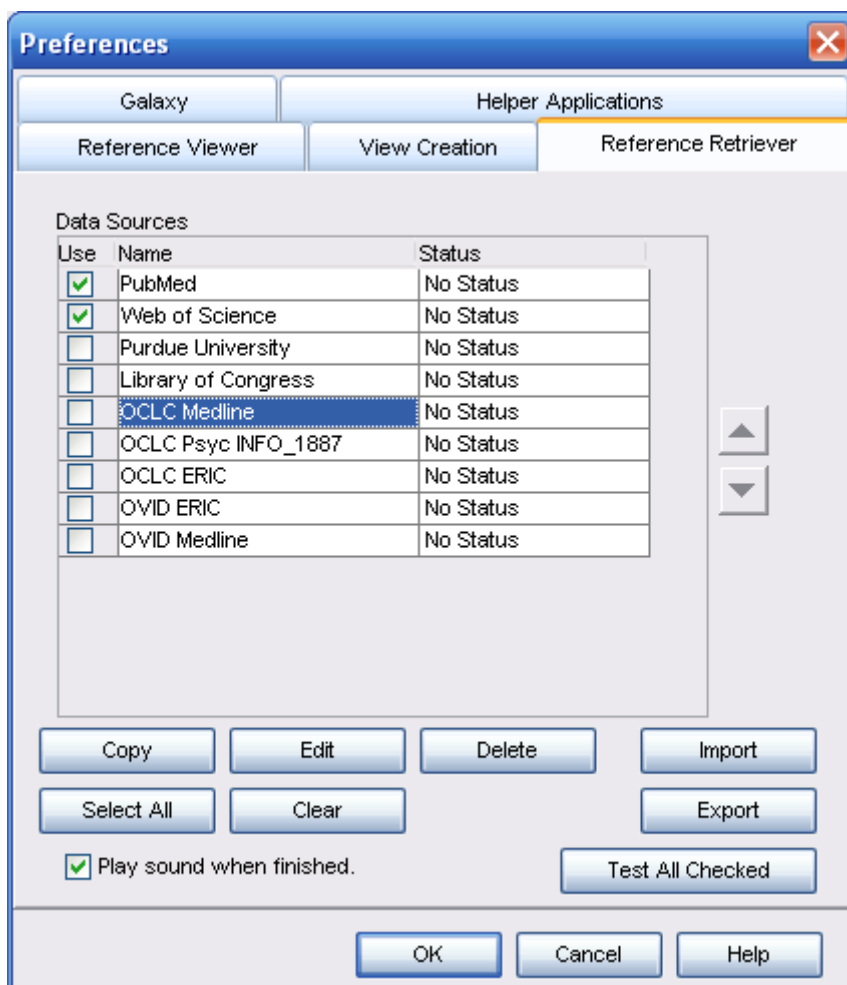 Preferences
Galaxy Helper Applications
Reference Viewer View Creation Reference Retriever
Data Sources
Use Name Status
PubMed No Status
Web of Science No Status
Purdue University No Status
Library of Congress No Status
OCLC Medline No Status
OCLC Psyc INFO_1887 No Status
OCLC ERIC No Status
OVID ERIC No Status
OVID Medline No Status
Copy Edit Delete Import
Select All Clear Export
Play sound when finished. Test All Checked
OK Cancel Help